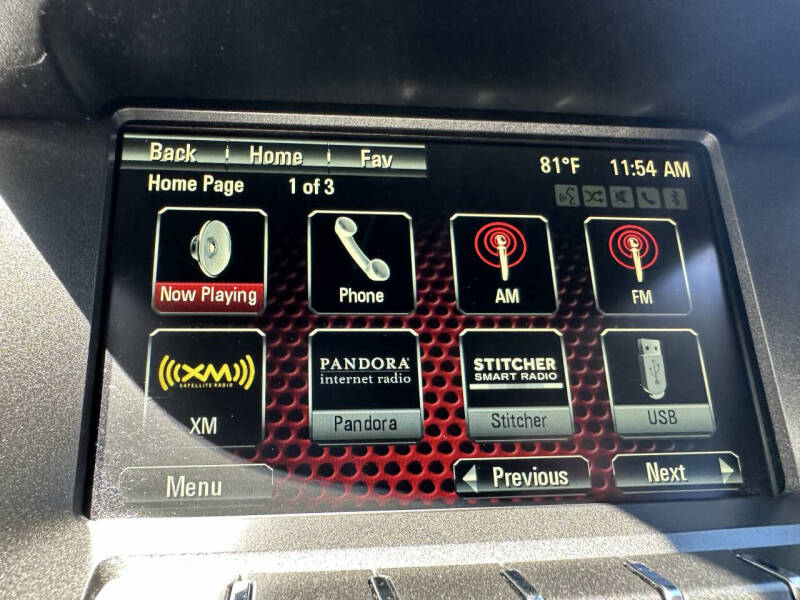 Back Home Fav 81°F 11:54 AM
Home Page 1 of 3
Now Playing
Phone
AM
FM
((((XM))))
SATELLITE RADIO
XM
PANDORA®
internet radio
Pandora
STITCHER
SMART RADIO
Stitcher
USB
Menu Previous Next